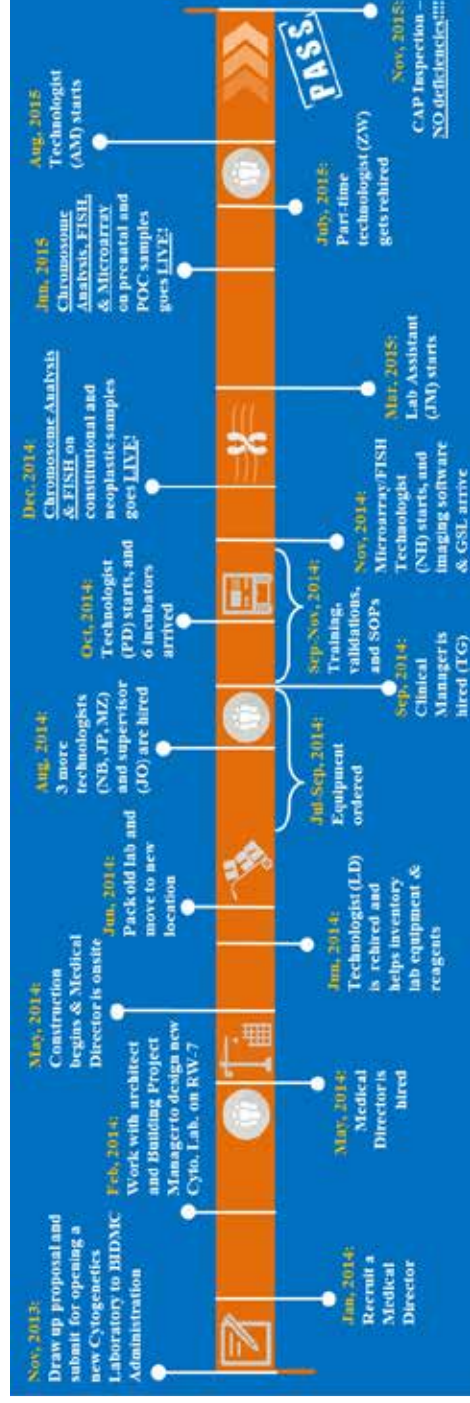 Nov, 2013:
Draw up proposal and
submit for opening a
new Cytogenetics
Laboratory to BIDMC
Administration
Jan, 2014:
Recruit a
Medical
Director
Feb, 2014:
Work with architect
and Building Project
Manager to design new
Cyto. Lab. on RW-7
May, 2014:
Medical
Director is
hired
May, 2014:
Construction
begins & Medical
Director is onsite
Jun, 2014:
Technologist (LD)
is rehired and
helps inventory
lab equipment &
reagents
Jun, 2014:
Pack old lab and
move to new
location
Jul-Sep, 2014:
Equipment
ordered
Aug, 2014:
3 more
technologists
(NB, JP, MZ)
and supervisor
(JO) are hired
Sep, 2014:
Clinical
Manager is
hired (TG)
Sep-Nov, 2014:
Training,
validations,
and SOPs
Oct, 2014:
Technologist
(PD) starts, and
6 incubators
arrived
Nov, 2014:
Microarray/FISH
Technologist
(NH) starts, and
imaging software
& GSL arrive
Dec, 2014:
Chromosome Analysis
& FISH on
constitutional and
neoplastic samples
goes LIVE!
Mar, 2015:
Lab Assistant
(JM) starts
Jun, 2015
Chromosome
Analysis, FISH,
& Microarray
on prenatal and
POC samples
goes LIVE!
July, 2015:
Part-time
technologist (ZW)
gets rehired
Aug, 2015
Technologist
(AM) starts
PASS
Nov, 2015:
CAP Inspection –
NO deficiencies!!!!